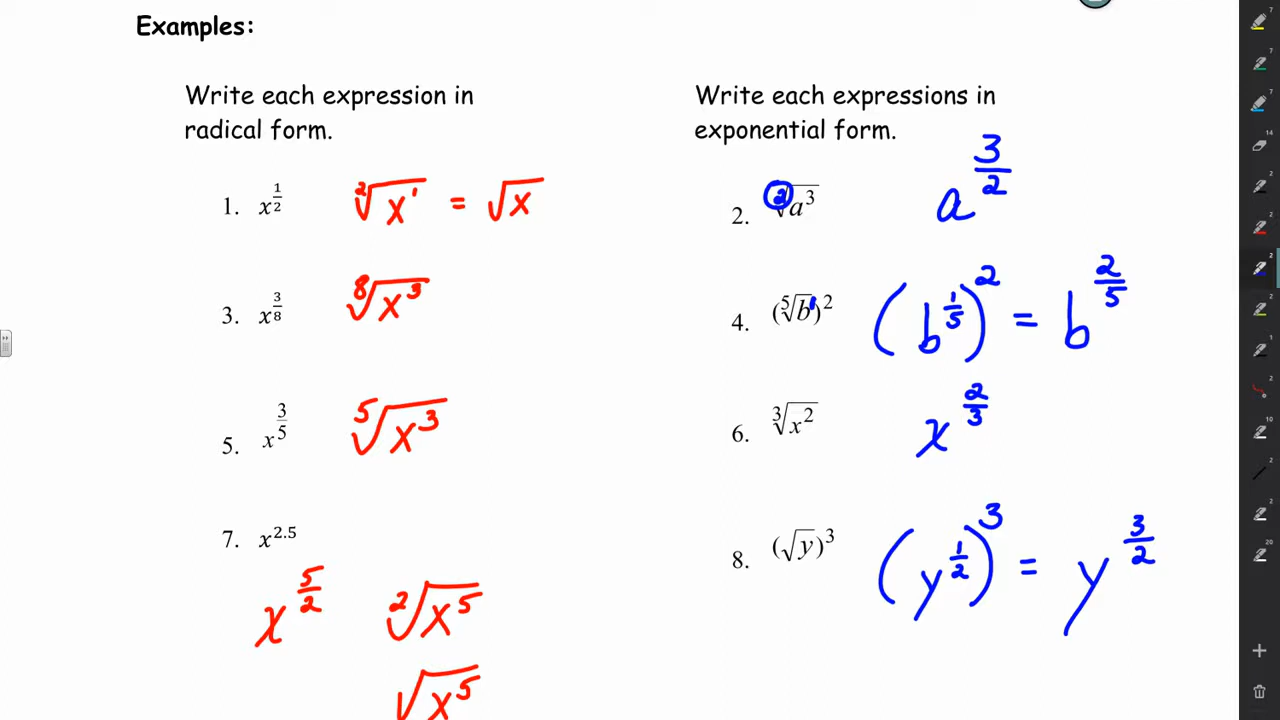 Examples:
Write each expression in
radical form.
Write each expressions in
exponential form.
1. x^(1/2) ²√(x¹) = √x
2. ²√(a³) a^(3/2)
3. x^(3/8) ⁸√(x³)
4. (⁵√(b¹))² (b^(1/5))² = b^(2/5)
5. x^(3/5) ⁵√(x³)
6. ³√(x²) x^(2/3)
7. x^2.5
x^(5/2) ²√(x⁵)
√(x⁵)
8. (√y)³ (y^(1/2))³ = y^(3/2)